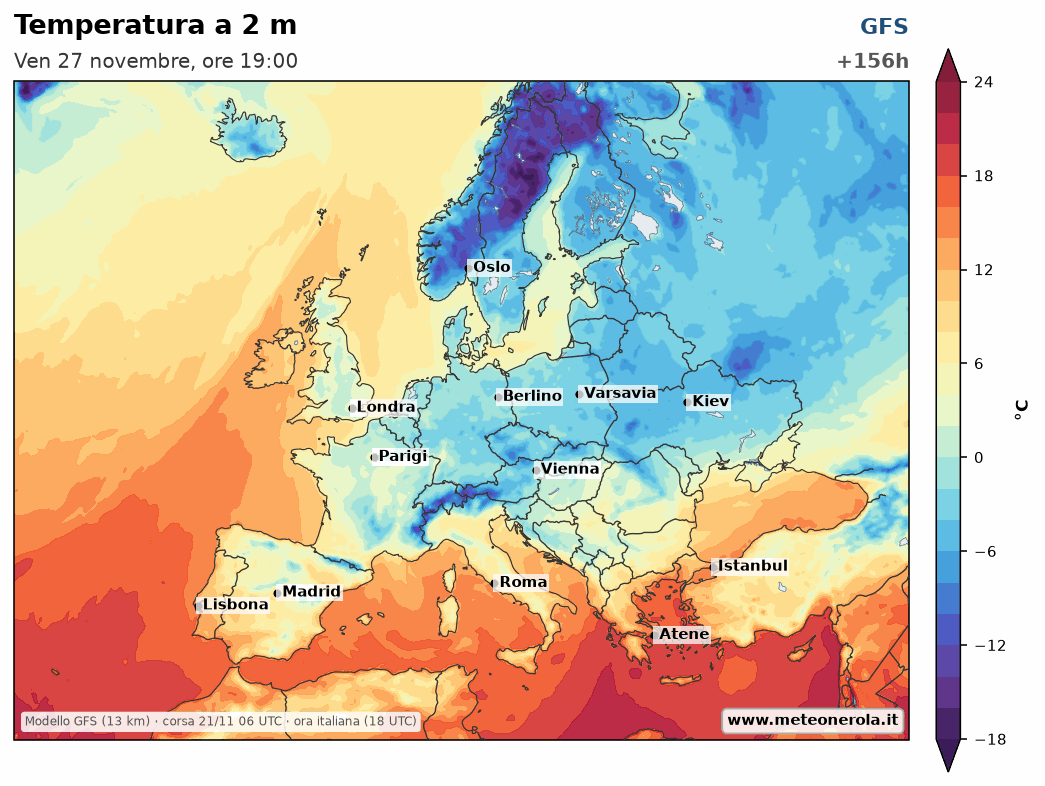 Temperatura a 2 m
GFS
Ven 27 novembre, ore 19:00
+156h
24
18
12
6
0
−6
−12
−18
°C
Oslo
Berlino
Varsavia
Kiev
Londra
Parigi
Vienna
Istanbul
Roma
Madrid
Lisbona
Atene
Modello GFS (13 km) · corsa 21/11 06 UTC · ora italiana (18 UTC)
www.meteonerola.it